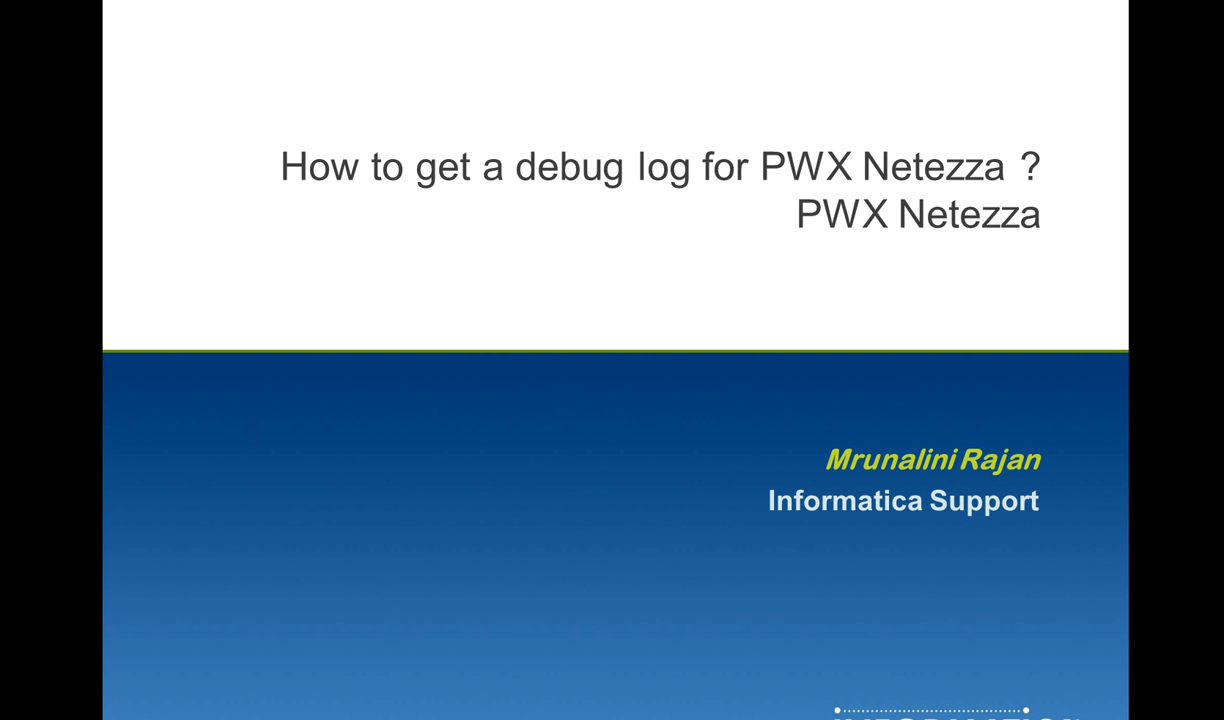 How to get a debug log for PWX Netezza ?
PWX Netezza
Mrunalini Rajan
Informatica Support